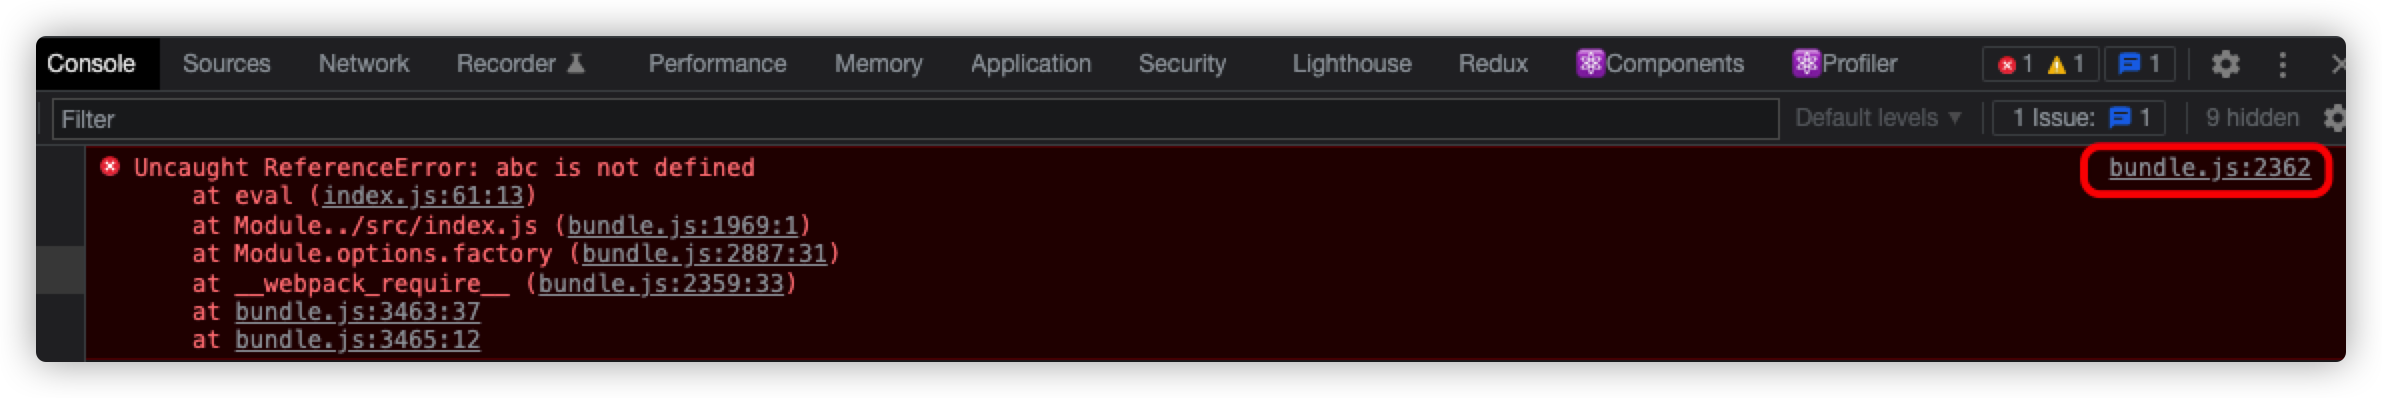 Console Sources Network Recorder Performance Memory Application Security Lighthouse Redux Components Profiler 1 1 1
Filter Default levels ▼ 1 Issue: 1 9 hidden
Uncaught ReferenceError: abc is not defined bundle.js:2362
at eval (index.js:61:13)
at Module../src/index.js (bundle.js:1969:1)
at Module.options.factory (bundle.js:2887:31)
at __webpack_require__ (bundle.js:2359:33)
at bundle.js:3463:37
at bundle.js:3465:12